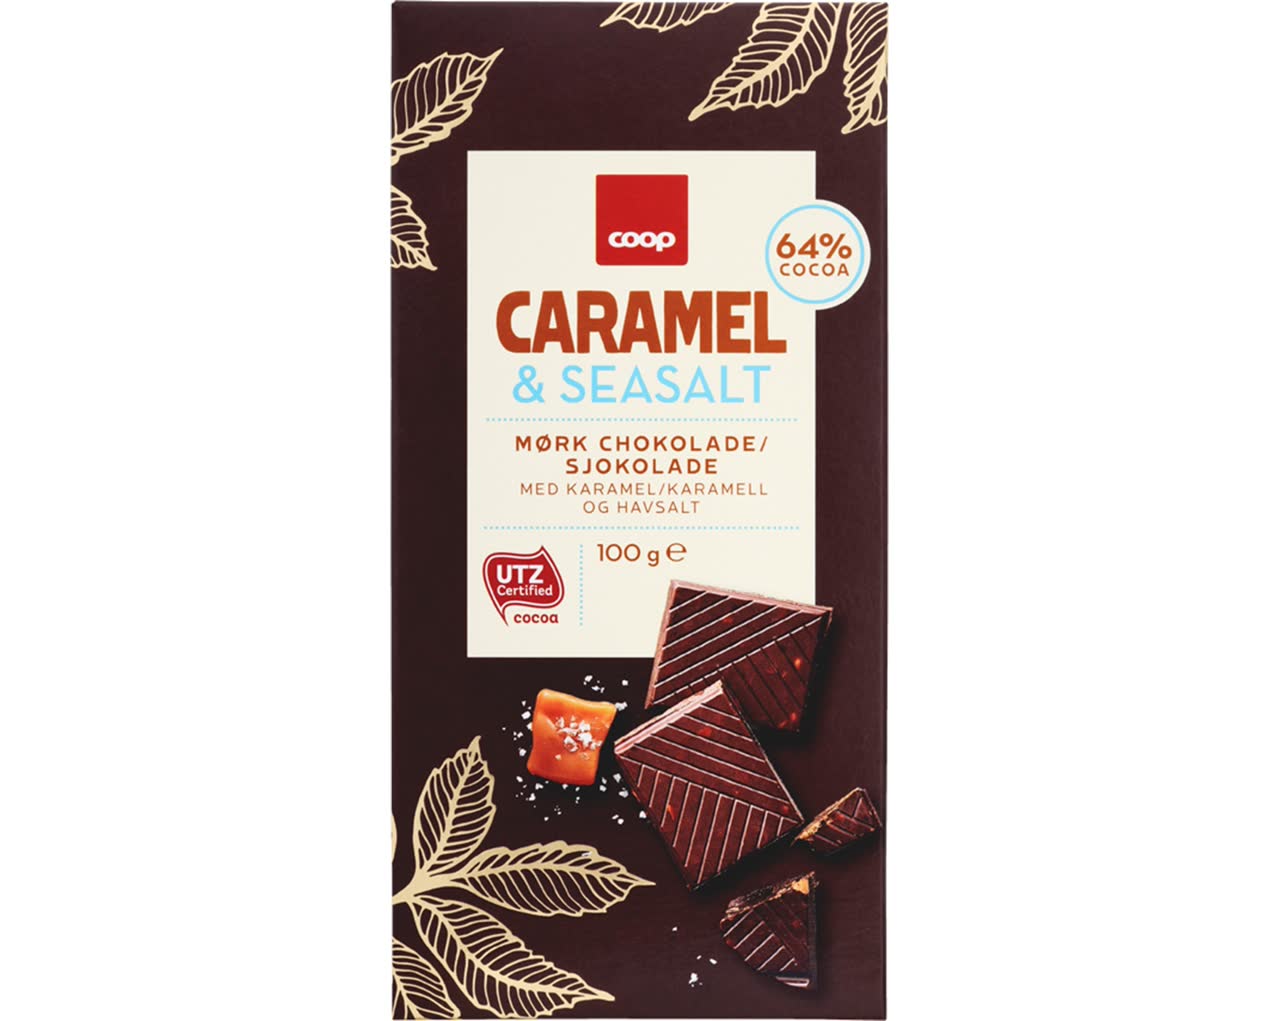 coop
64%
COCOA
CARAMEL
& SEASALT
MØRK CHOKOLADE/
SJOKOLADE
MED KARAMEL/KARAMELL
OG HAVSALT
100 g ℮
UTZ
Certified
cocoa